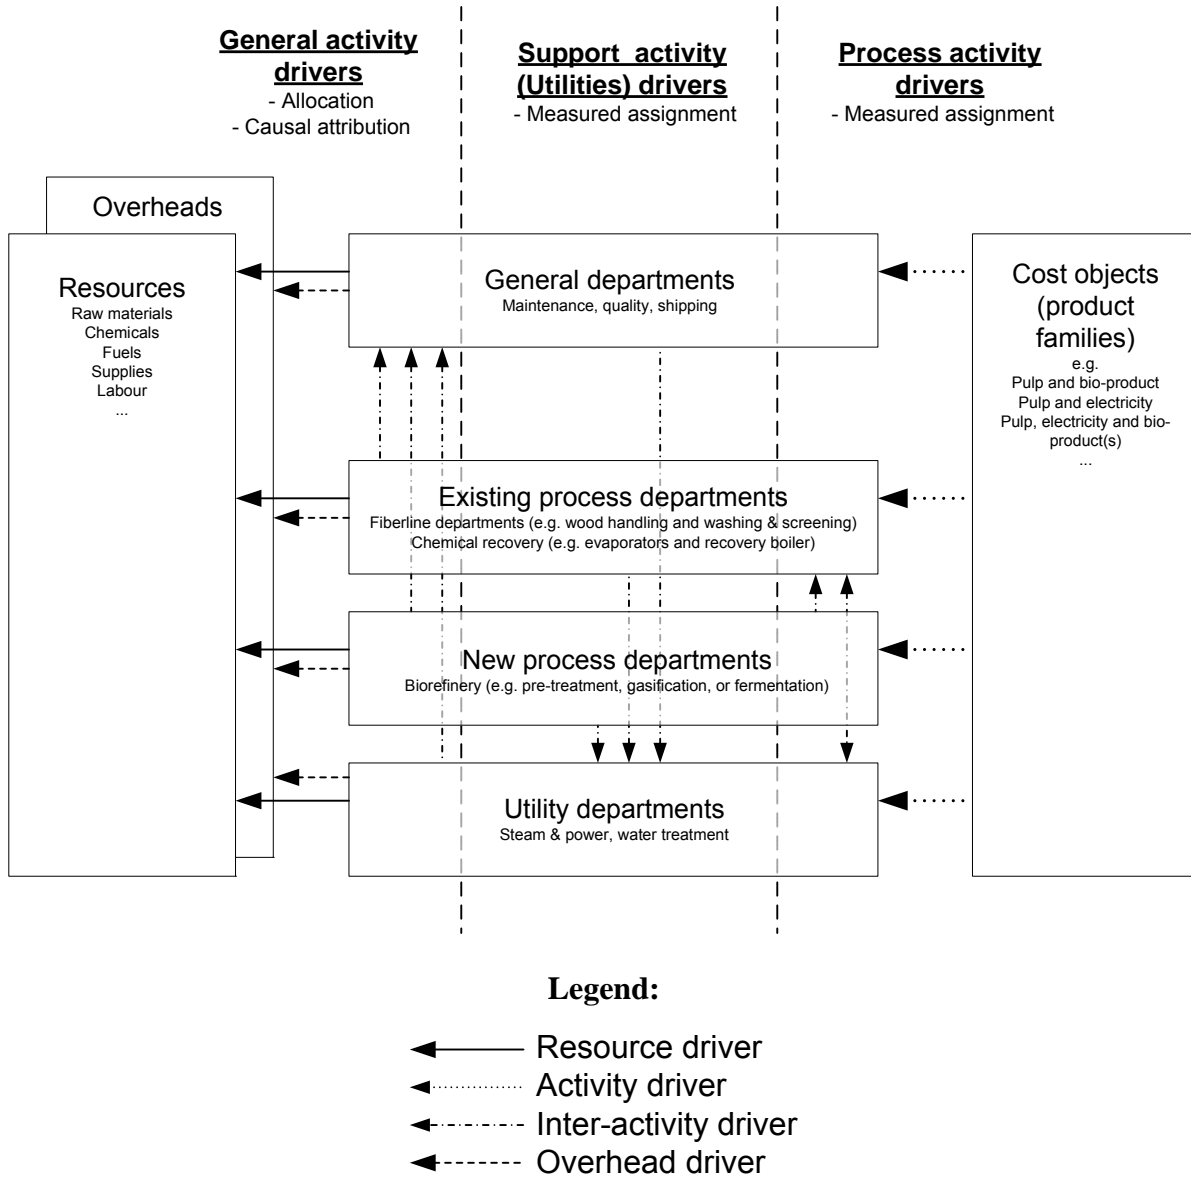 General activity
drivers
- Allocation
- Causal attribution
Support activity
(Utilities) drivers
- Measured assignment
Process activity
drivers
- Measured assignment
Overheads
Resources
Raw materials
Chemicals
Fuels
Supplies
Labour
...
General departments
Maintenance, quality, shipping
Existing process departments
Fiberline departments (e.g. wood handling and washing & screening)
Chemical recovery (e.g. evaporators and recovery boiler)
New process departments
Biorefinery (e.g. pre-treatment, gasification, or fermentation)
Utility departments
Steam & power, water treatment
Cost objects
(product
families)
e.g.
Pulp and bio-product
Pulp and electricity
Pulp, electricity and bio-
product(s)
...
Legend:
Resource driver
Activity driver
Inter-activity driver
Overhead driver